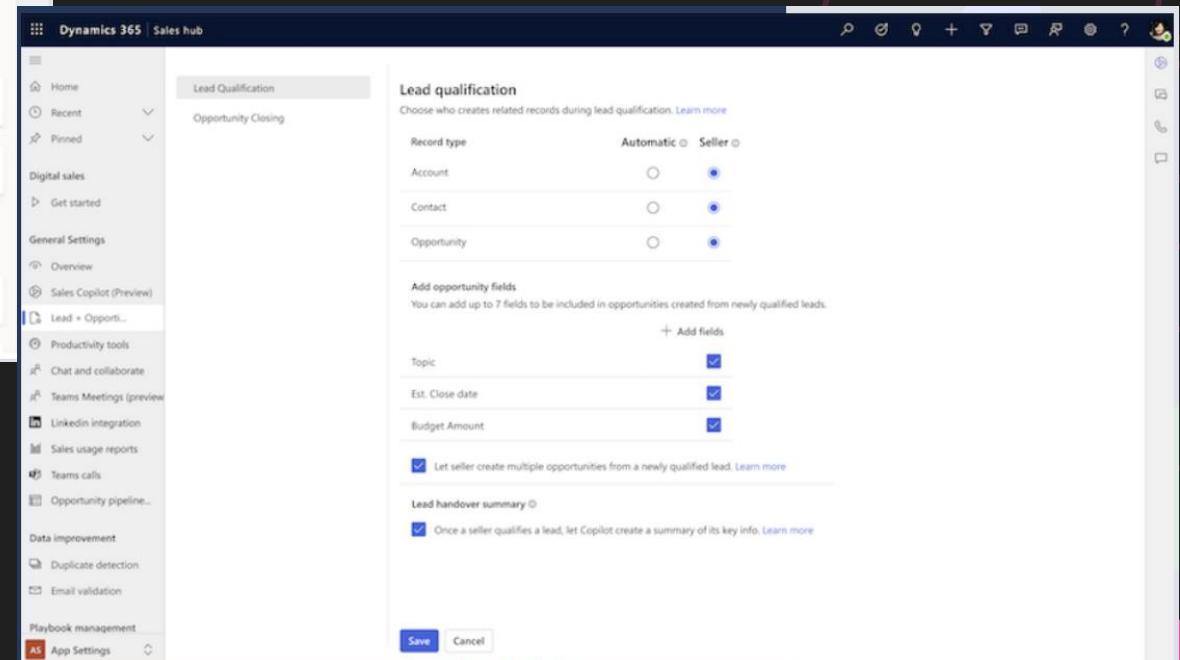 Dynamics 365 | Sales hub
Home
Recent
Pinned
Digital sales
Get started
General Settings
Overview
Sales Copilot (Preview)
Lead + Opporti...
Productivity tools
Chat and collaborate
Teams Meetings (preview
in Linkedin integration
Sales usage reports
Teams calls
Opportunity pipeline...
Data improvement
Duplicate detection
Email validation
Playbook management
AS App Settings
Lead Qualification
Opportunity Closing
Lead qualification
Choose who creates related records during lead qualification. Learn more
Record type Automatic Seller
Account
Contact
Opportunity
Add opportunity fields
You can add up to 7 fields to be included in opportunities created from newly qualified leads.
+ Add fields
Topic
Est. Close date
Budget Amount
Let seller create multiple opportunities from a newly qualified lead. Learn more
Lead handover summary
Once a seller qualifies a lead, let Copilot create a summary of its key info. Learn more
Save Cancel